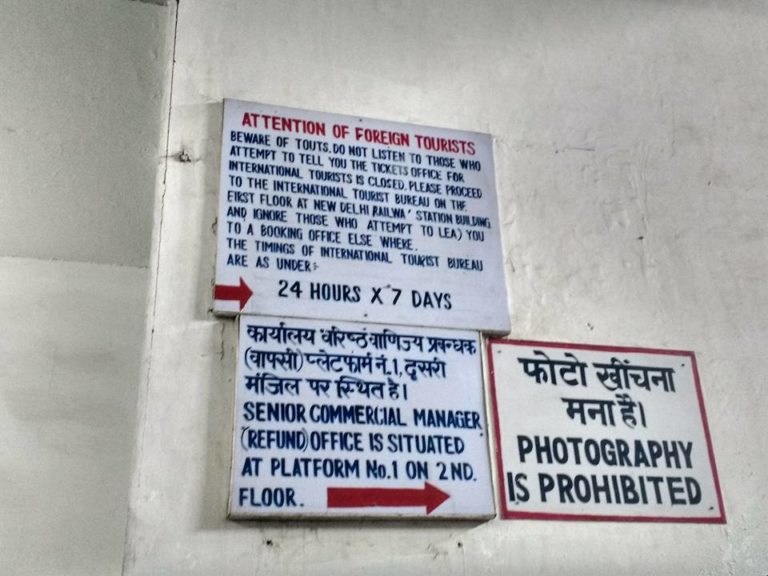 ATTENTION OF FOREIGN TOURISTS
BEWARE OF TOUTS.DO NOT LISTEN TO THOSE WHO
ATTEMPT TO TELL YOU THE TICKETS OFFICE FOR
INTERNATIONAL TOURISTS IS CLOSED.PLEASE PROCEED
TO THE INTERNATIONAL TOURIST BUREAU ON THE
FIRST FLOOR AT NEW DELHI RAILWA' STATION BUILDING
AND IGNORE THOSE WHO ATTEMPT TO LEA) YOU
TO A BOOKING OFFICE ELSE WHERE.
THE TIMINGS OF INTERNATIONAL TOURIST BUREAU
ARE AS UNDER:-
24 HOURS X 7 DAYS
कार्यालय वरिष्ठ वाणिज्य प्रबन्धक
(वापसी) प्लेटफार्म नं.1, दूसरी
मंजिल पर स्थित है।
SENIOR COMMERCIAL MANAGER
(REFUND) OFFICE IS SITUATED
AT PLATFORM No.1 ON 2ND.
FLOOR.
फोटो खींचना
मना है।
PHOTOGRAPHY
IS PROHIBITED